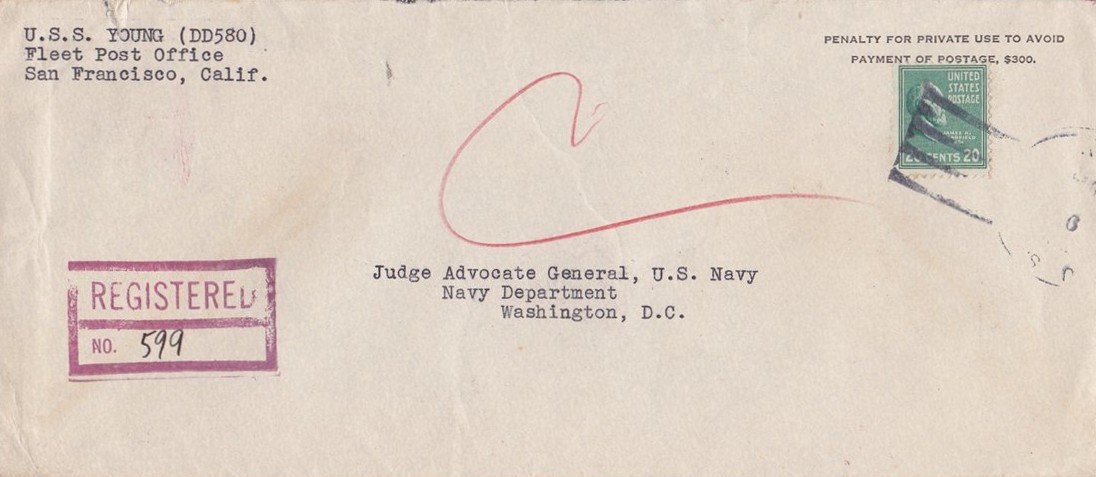 U.S.S. YOUNG (DD580)
Fleet Post Office
San Francisco, Calif.
PENALTY FOR PRIVATE USE TO AVOID
PAYMENT OF POSTAGE, $300.
UNITED
STATES
POSTAGE
CENTS 20
Judge Advocate General, U.S. Navy
Navy Department
Washington, D.C.
REGISTERED
NO. 599